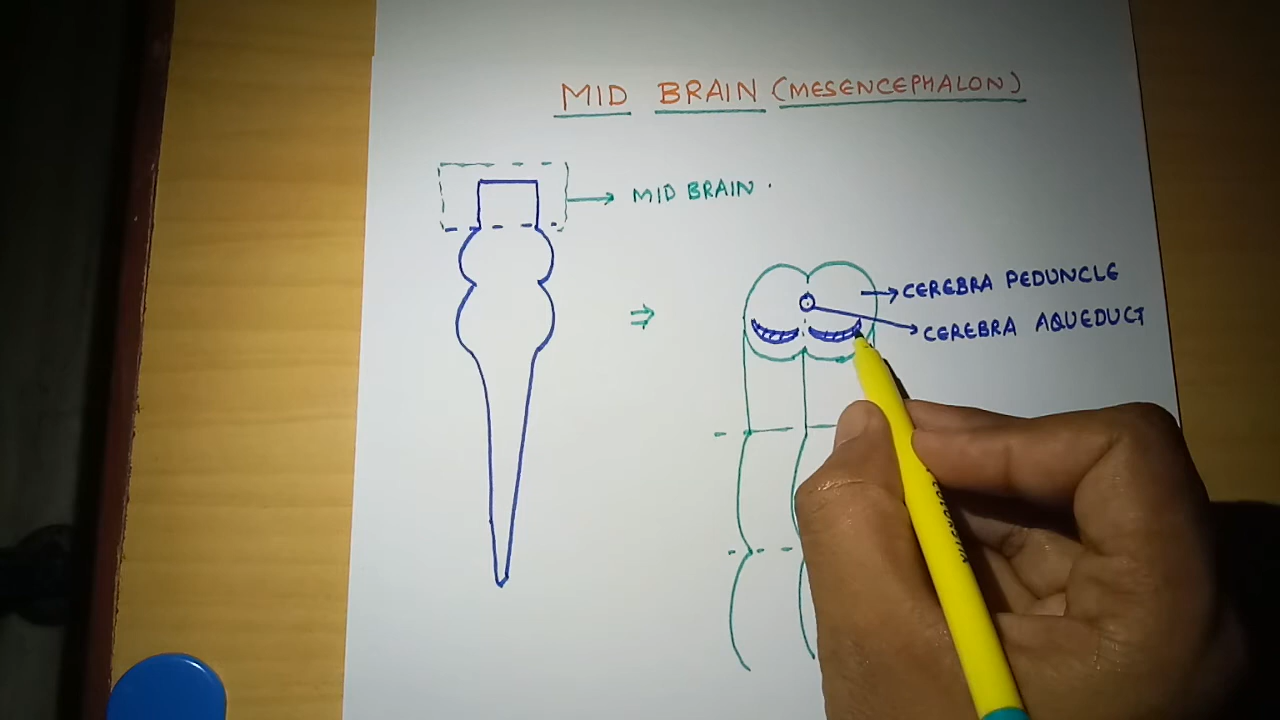 MID BRAIN (MESENCEPHALON)
MID BRAIN.
CEREBRA PEDUNCLE
CEREBRA AQUEDUCT